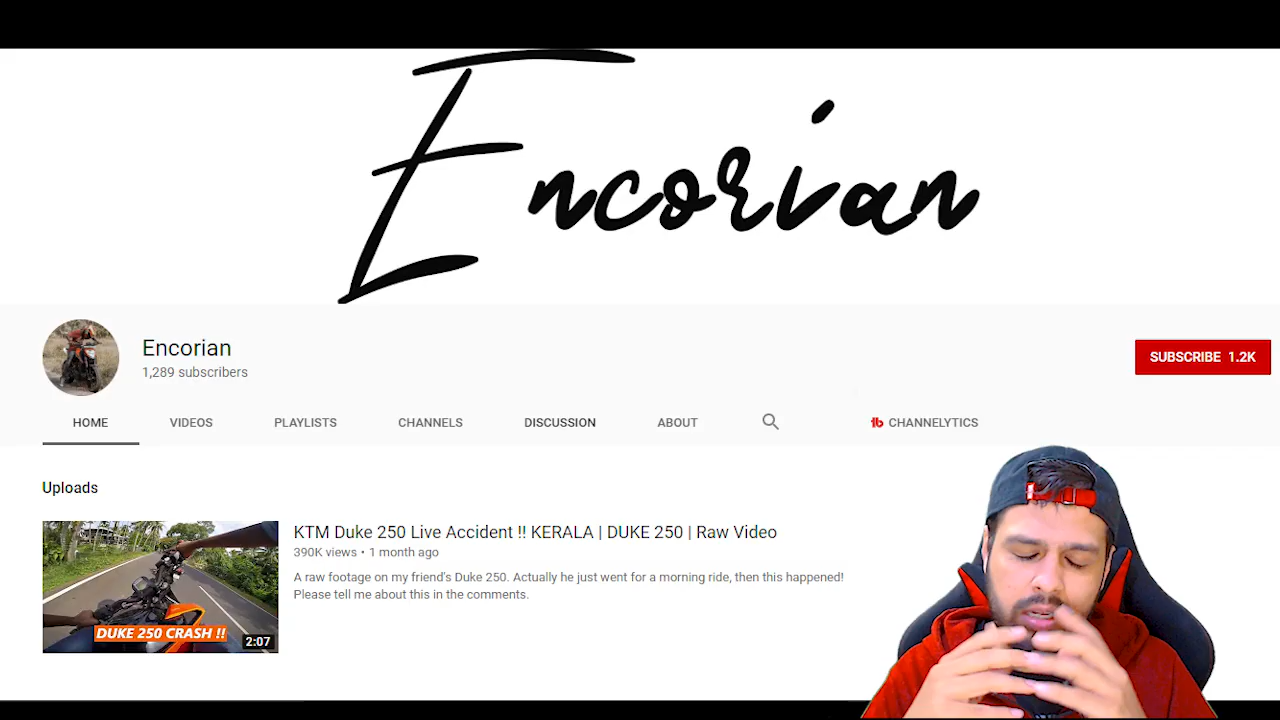 Encorian
Encorian
1,289 subscribers
SUBSCRIBE 1.2K
HOME VIDEOS PLAYLISTS CHANNELS DISCUSSION ABOUT CHANNELYTICS
Uploads
KTM Duke 250 Live Accident !! KERALA | DUKE 250 | Raw Video
390K views • 1 month ago
A raw footage on my friend's Duke 250. Actually he just went for a morning ride, then this happened!
Please tell me about this in the comments.
DUKE 250 CRASH !!
2:07